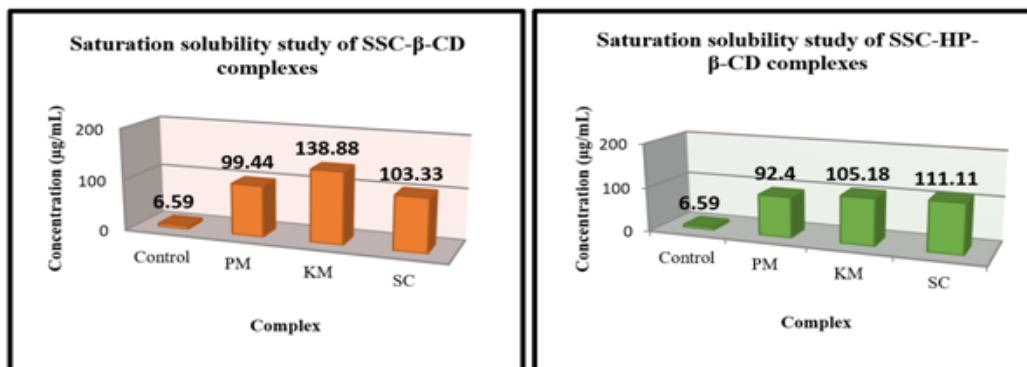 Saturation solubility study of SSC-β-CD
complexes
Concentration (µg/mL)
200
100
0
6.59
99.44
138.88
103.33
Control
PM
KM
SC
Complex
Saturation solubility study of SSC-HP-
β-CD complexes
Concentration (µg/mL)
200
100
0
6.59
92.4
105.18
111.11
Control
PM
KM
SC
Complex